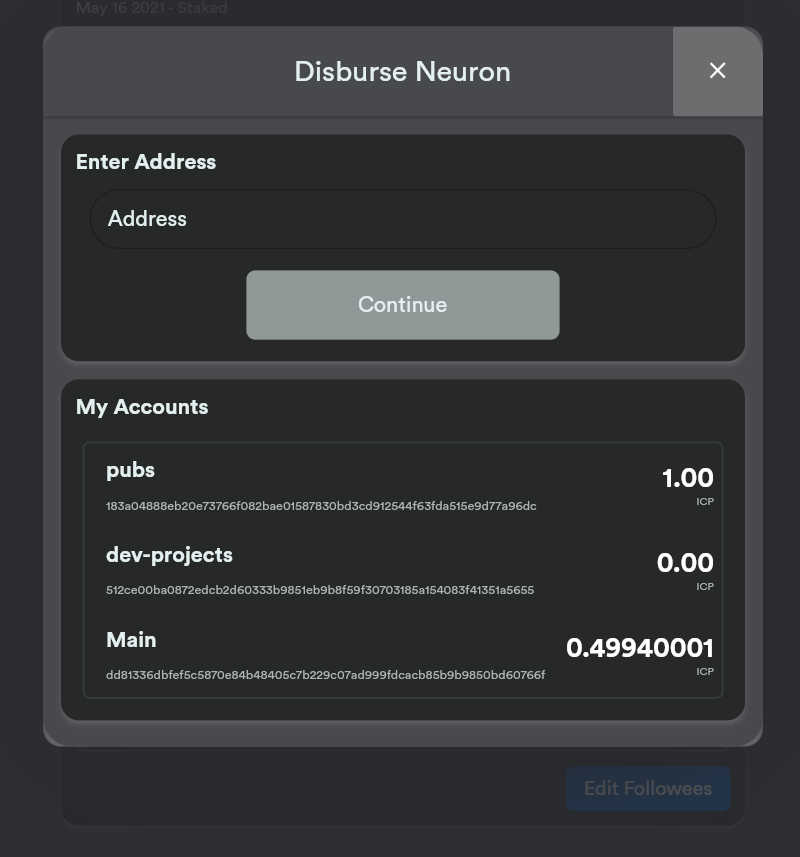 May 16 2021 - Staked
Disburse Neuron
Enter Address
Address
Continue
My Accounts
pubs
1.00
183a04888eb20e73766f082bae01587830bd3cd912544f63fda515e9d77a96dc
ICP
dev-projects
0.00
512ce00ba0872edcb2d60333b9851eb9b8f59f30703185a154083f41351a5655
ICP
Main
0.49940001
dd81336dbfef5c5870e84b48405c7b229c07ad999fdcacb85b9b9850bd60766f
ICP
Edit Followees